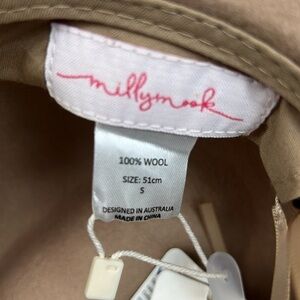 millymook
100% WOOL
SIZE: 51cm
S
DESIGNED IN AUSTRALIA
MADE IN CHINA